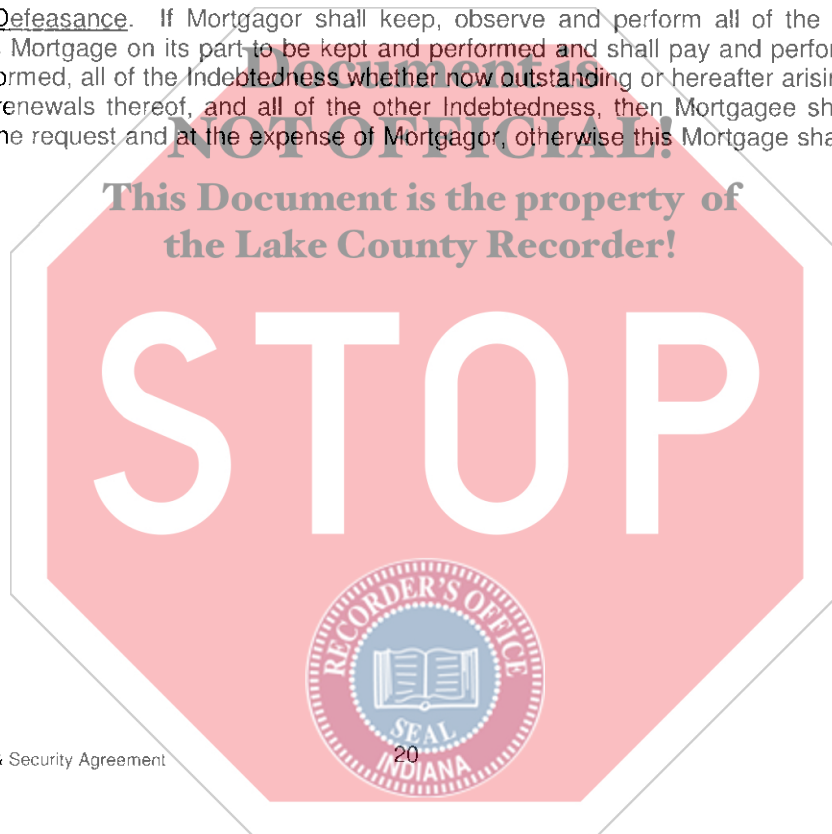 Defeasance. If Mortgagor shall keep, observe and perform all of the
Mortgage on its part to be kept and performed and shall pay and perfor
ormed, all of the Indebtedness whether now outstanding or hereafter arisin
renewals thereof, and all of the other Indebtedness, then Mortgagee sh
he request and at the expense of Mortgagor, otherwise this Mortgage sha
Document is
NOT OFFICIAL!
This Document is the property of
the Lake County Recorder!
STOP
RECORDER'S OFFICE
SEAL
INDIANA
& Security Agreement
20